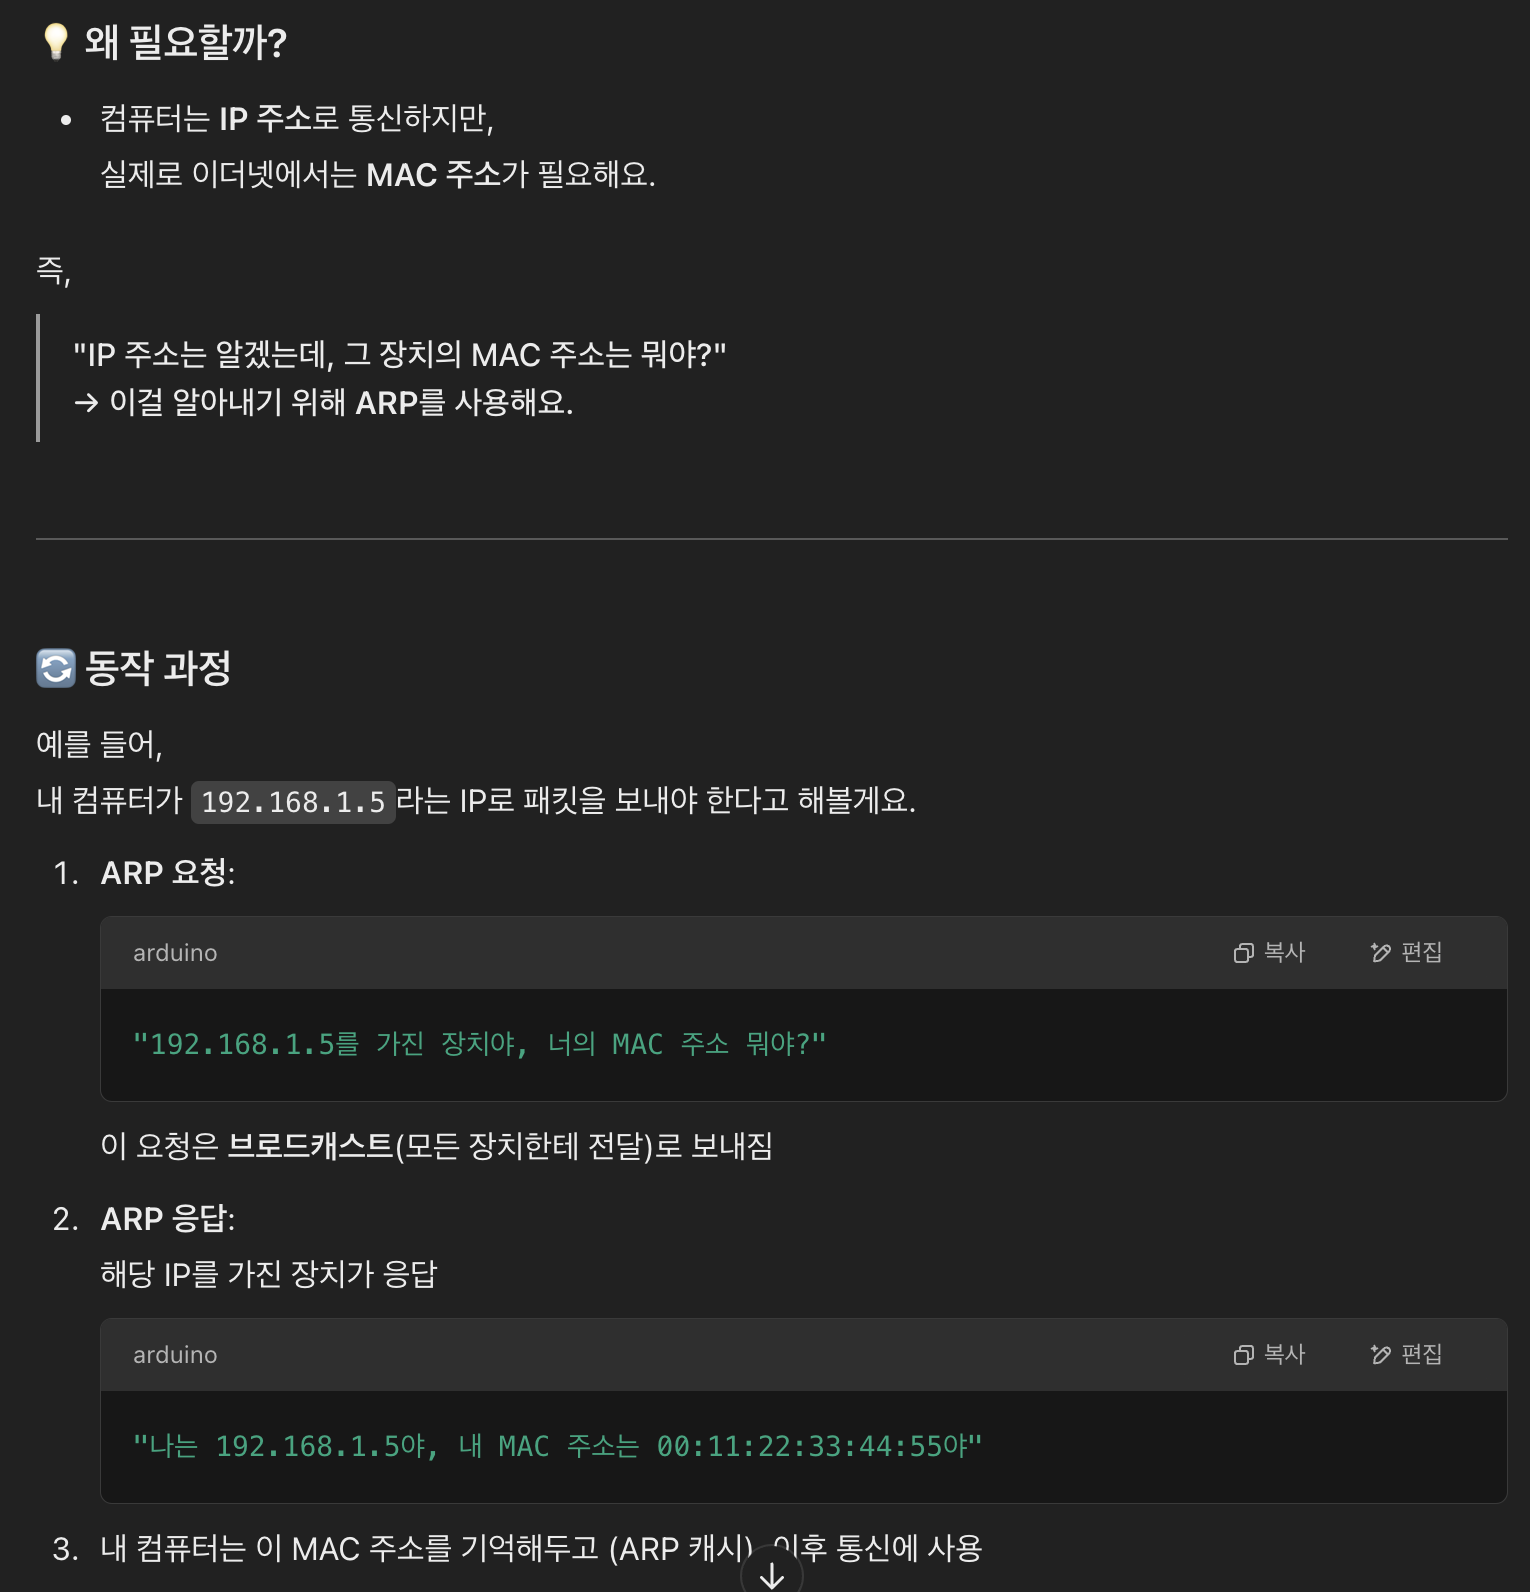 💡 왜 필요할까?
• 컴퓨터는 IP 주소로 통신하지만,
실제로 이더넷에서는 MAC 주소가 필요해요.
즉,
"IP 주소는 알겠는데, 그 장치의 MAC 주소는 뭐야?"
→ 이걸 알아내기 위해 ARP를 사용해요.
🔄 동작 과정
예를 들어,
내 컴퓨터가 192.168.1.5라는 IP로 패킷을 보내야 한다고 해볼게요.
1. ARP 요청:
arduino 복사 편집
"192.168.1.5를 가진 장치야, 너의 MAC 주소 뭐야?"
이 요청은 브로드캐스트(모든 장치한테 전달)로 보내짐
2. ARP 응답:
해당 IP를 가진 장치가 응답
arduino 복사 편집
"나는 192.168.1.5야, 내 MAC 주소는 00:11:22:33:44:55야"
3. 내 컴퓨터는 이 MAC 주소를 기억해두고 (ARP 캐시), 이후 통신에 사용